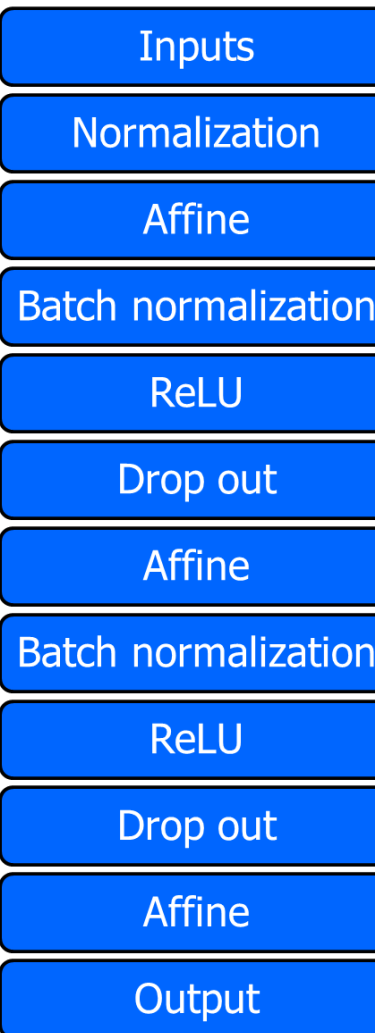 Inputs
Normalization
Affine
Batch normalization
ReLU
Drop out
Affine
Batch normalization
ReLU
Drop out
Affine
Output